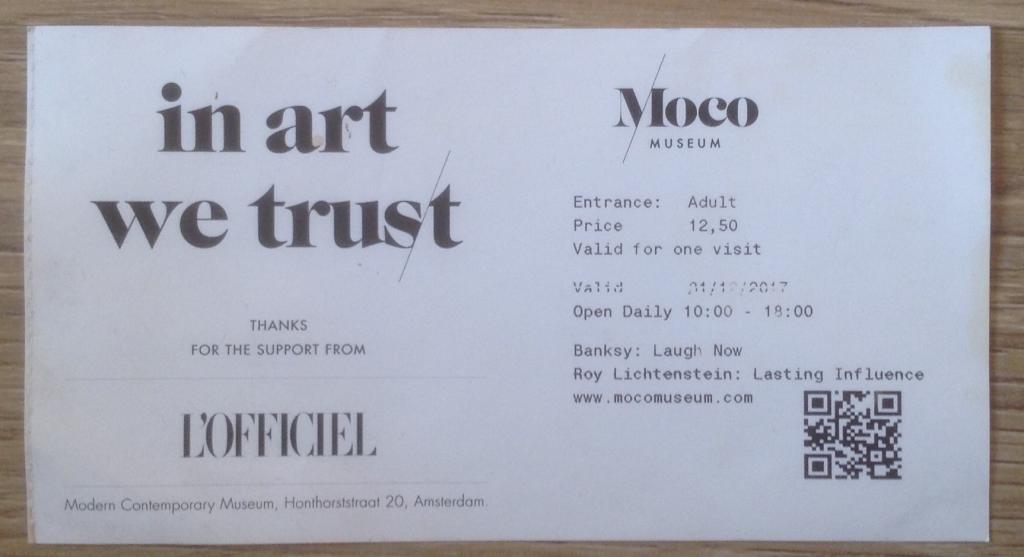 in art
we trust
THANKS
FOR THE SUPPORT FROM
L'OFFICIEL
Modern Contemporary Museum, Honthorststraat 20, Amsterdam.
Moco
MUSEUM
Entrance: Adult
Price 12,50
Valid for one visit
Valid
Open Daily 10:00 - 18:00
Banksy: Laugh Now
Roy Lichtenstein: Lasting Influence
www.mocomuseum.com